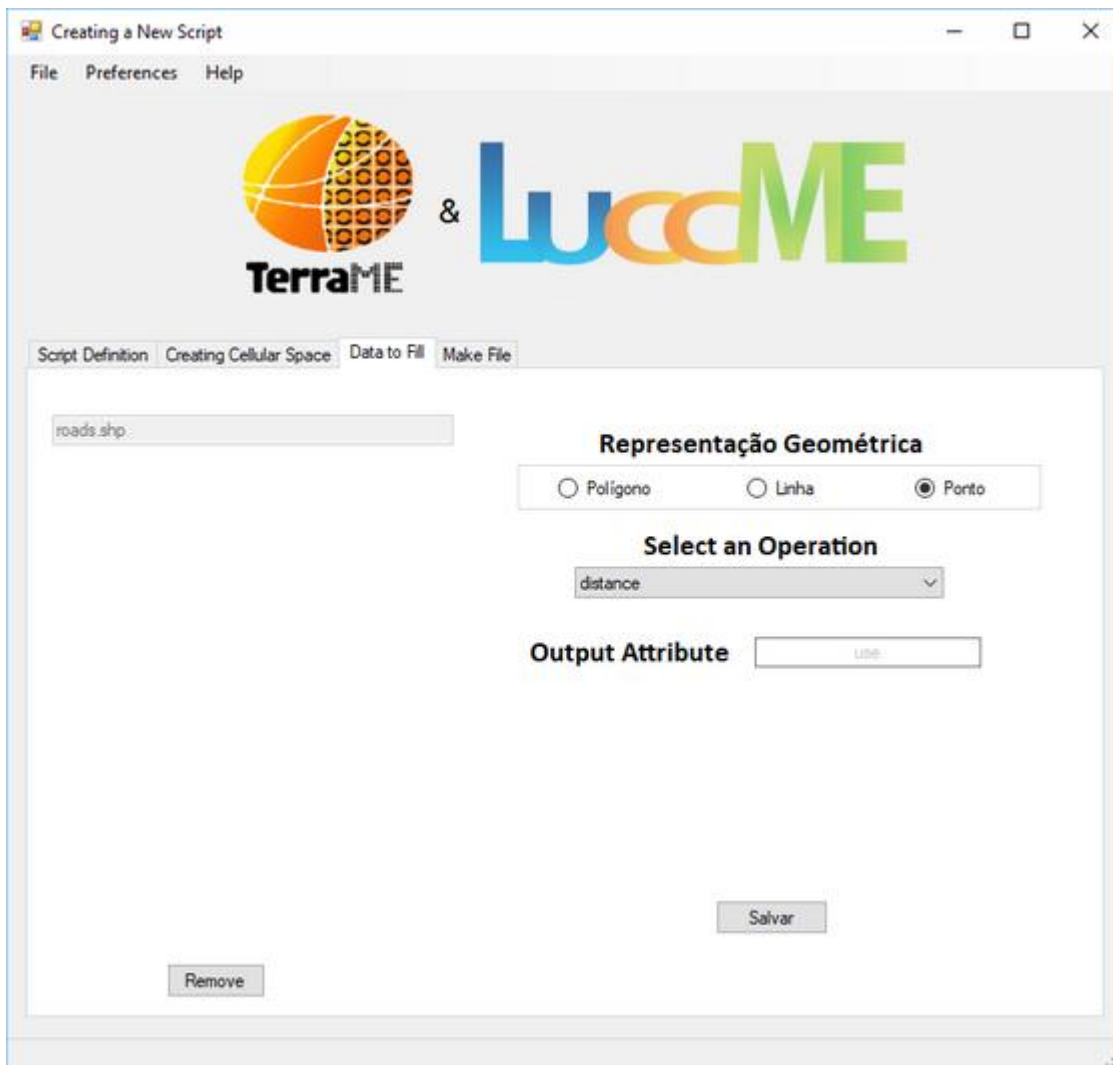 Creating a New Script
File Preferences Help
TerraME & LuccME
Script Definition Creating Cellular Space Data to Fill Make File
roads.shp
Representação Geométrica
Polígono Linha Ponto
Select an Operation
distance
Output Attribute use
Salvar
Remove